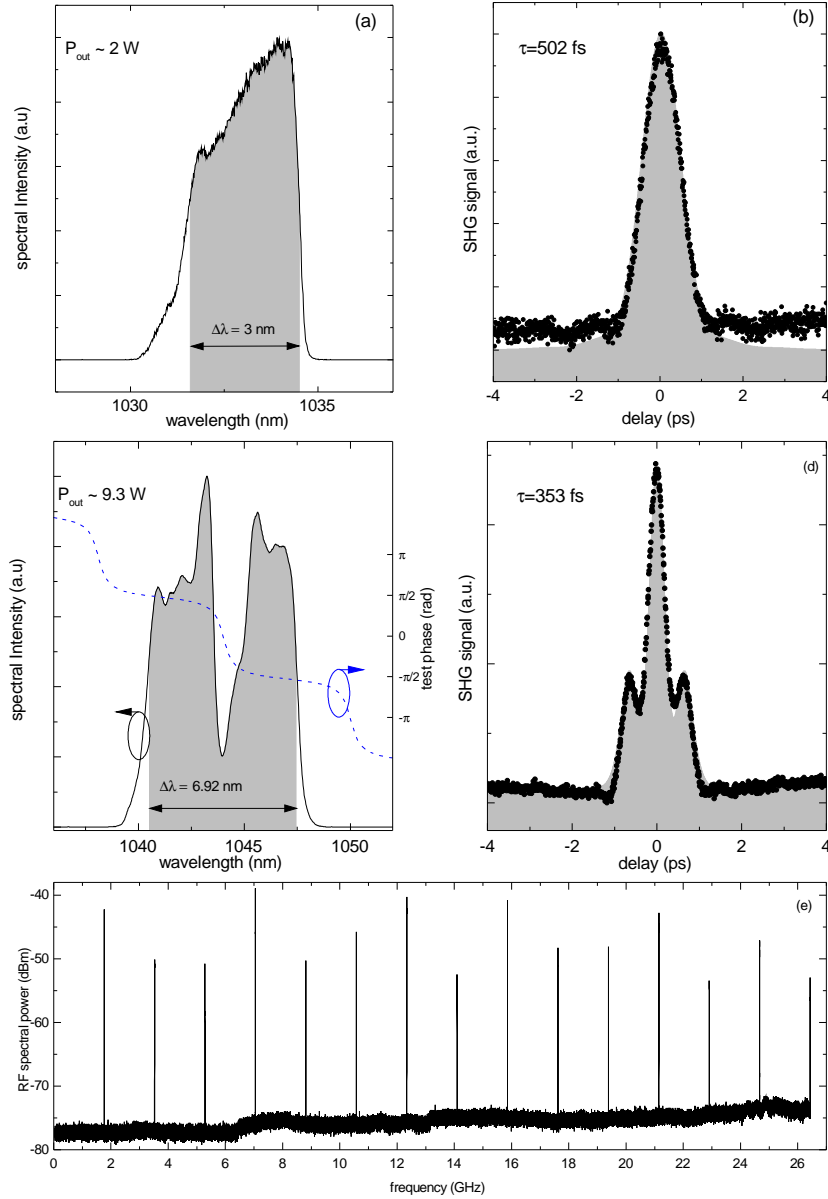 (a)
P_out ~ 2 W
spectral Intensity (a.u)
Δλ = 3 nm
1030 1035
wavelength (nm)
(b)
τ=502 fs
SHG signal (a.u.)
-4 -2 0 2 4
delay (ps)
P_out ~ 9.3 W
spectral Intensity (a.u)
Δλ = 6.92 nm
π
π/2
0
-π/2
-π
test phase (rad)
1040 1045 1050
wavelength (nm)
(d)
τ=353 fs
SHG signal (a.u.)
-4 -2 0 2 4
delay (ps)
(e)
RF spectral power (dBm)
-40
-50
-60
-70
-80
0 2 4 6 8 10 12 14 16 18 20 22 24 26
frequency (GHz)